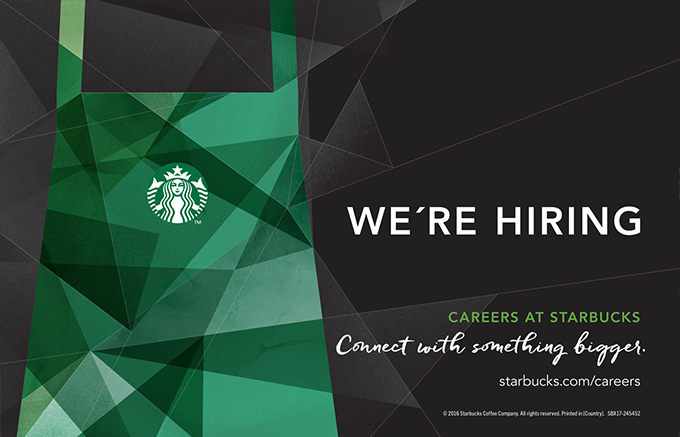 TM
WE´RE HIRING
CAREERS AT STARBUCKS
Connect with something bigger.
starbucks.com/careers
© 2016 Starbucks Coffee Company. All rights reserved. Printed in [Country]. SBX17-245452